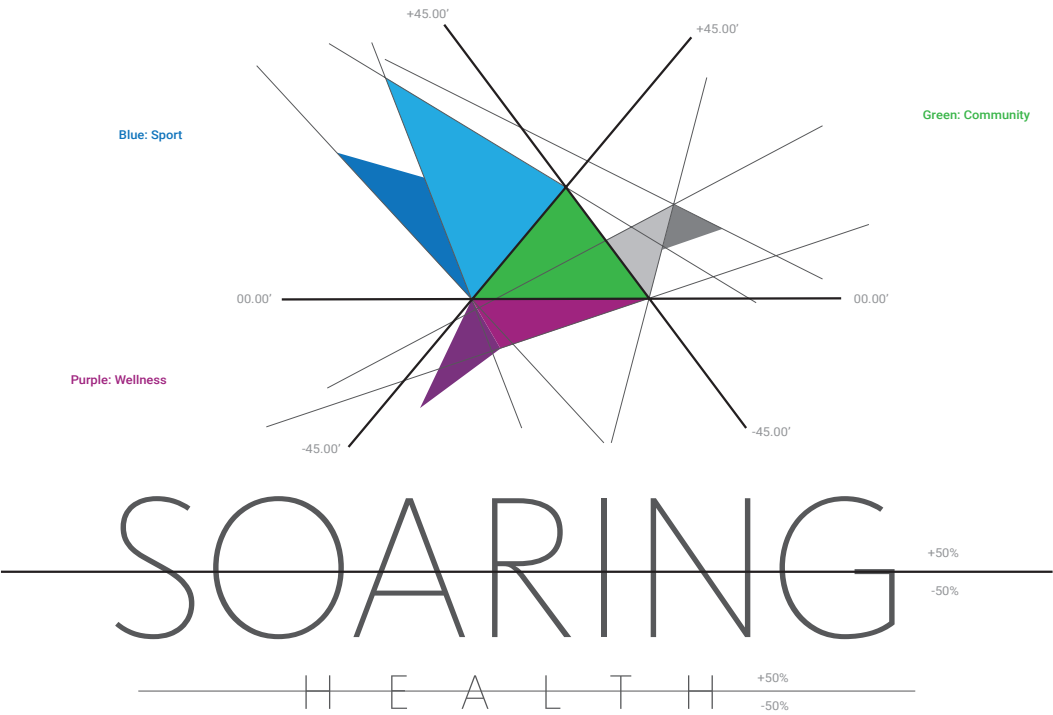 +45.00′
+45.00′
Green: Community
Blue: Sport
00.00′
00.00′
Purple: Wellness
-45.00′
-45.00′
SOARING
+50%
-50%
HEALTH
+50%
-50%